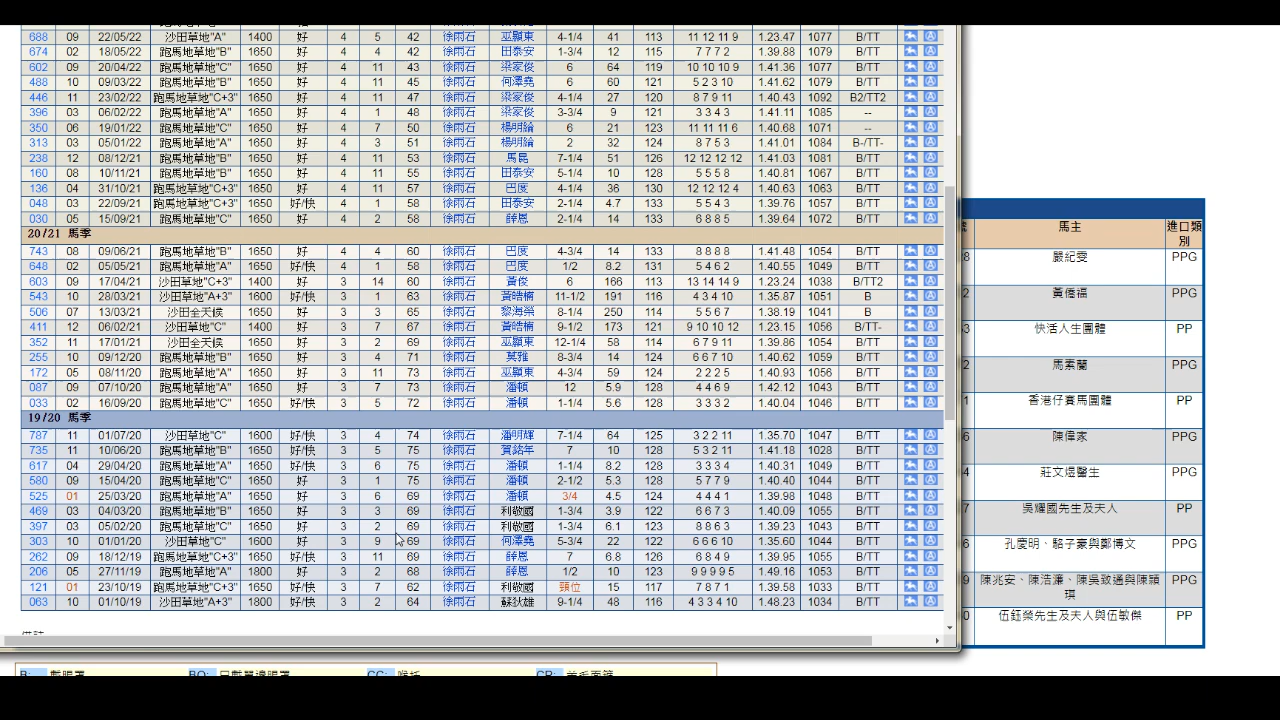 688 09 22/05/22 沙田草地"A" 1400 好 4 5 42 徐雨石 巫顯東 4-1/4 41 113 11 12 11 9 1.23.47 1077 B/TT
674 02 18/05/22 跑馬地草地"B" 1650 好 4 4 42 徐雨石 田泰安 1-3/4 12 115 7 7 7 2 1.39.88 1079 B/TT
602 09 20/04/22 跑馬地草地"C" 1650 好 4 11 43 徐雨石 梁家俊 6 64 119 10 10 10 9 1.41.36 1077 B/TT
488 10 09/03/22 跑馬地草地"B" 1650 好 4 11 45 徐雨石 何澤堯 6 60 121 5 2 3 10 1.41.62 1079 B/TT
446 11 23/02/22 跑馬地草地"C+3" 1650 好 4 11 47 徐雨石 梁家俊 4-1/4 27 120 8 7 9 11 1.40.43 1092 B2/TT2
396 03 06/02/22 跑馬地草地"A" 1650 好 4 1 48 徐雨石 梁家俊 3-3/4 9 121 3 3 4 3 1.41.11 1085 --
350 06 19/01/22 跑馬地草地"C" 1650 好 4 7 50 徐雨石 楊明綸 6 21 123 11 11 11 6 1.40.68 1071 --
313 03 05/01/22 跑馬地草地"A" 1650 好 4 3 51 徐雨石 楊明綸 2 32 124 8 7 5 3 1.41.01 1084 B-/TT-
238 12 08/12/21 跑馬地草地"B" 1650 好 4 11 53 徐雨石 馬昆 7-1/4 51 126 12 12 12 12 1.41.03 1081 B/TT
160 08 10/11/21 跑馬地草地"B" 1650 好 4 11 55 徐雨石 田泰安 5-1/4 10 128 5 5 5 8 1.40.81 1067 B/TT
136 04 31/10/21 跑馬地草地"C+3" 1650 好 4 11 57 徐雨石 巴度 4-1/4 36 130 12 12 12 4 1.40.63 1063 B/TT
048 03 22/09/21 跑馬地草地"C+3" 1650 好/快 4 1 58 徐雨石 田泰安 2-1/4 4.7 133 5 5 4 3 1.39.76 1057 B/TT
030 05 15/09/21 跑馬地草地"C" 1650 好 4 2 58 徐雨石 薛恩 2-1/4 14 133 6 8 8 5 1.39.64 1072 B/TT
20/21 馬季
743 08 09/06/21 跑馬地草地"B" 1650 好 4 4 60 徐雨石 巴度 4-3/4 14 133 8 8 8 8 1.41.48 1054 B/TT
648 02 05/05/21 跑馬地草地"A" 1650 好/快 4 1 58 徐雨石 巴度 1/2 8.2 131 5 4 6 2 1.40.55 1049 B/TT
603 09 17/04/21 沙田草地"C+3" 1400 好 3 14 60 徐雨石 黃俊 6 166 113 13 14 14 9 1.23.24 1038 B/TT2
543 10 28/03/21 沙田草地"A+3" 1600 好/快 3 1 63 徐雨石 黃皓楠 11-1/2 191 116 4 3 4 10 1.35.87 1051 B
506 07 13/03/21 沙田全天候 1650 好 3 3 65 徐雨石 黎海榮 8-1/4 250 114 5 5 6 7 1.38.19 1041 B
411 12 06/02/21 沙田草地"C" 1400 好 3 7 67 徐雨石 黃皓楠 9-1/2 173 121 9 10 10 12 1.23.15 1056 B/TT-
352 11 17/01/21 沙田全天候 1650 好 3 2 69 徐雨石 巫顯東 12-1/4 58 114 6 7 9 11 1.39.86 1054 B/TT
255 10 09/12/20 跑馬地草地"B" 1650 好 3 4 71 徐雨石 莫雅 8-3/4 14 124 6 6 7 10 1.40.62 1059 B/TT
172 05 08/11/20 跑馬地草地"A" 1650 好 3 11 73 徐雨石 巫顯東 4-3/4 59 124 2 2 2 5 1.40.93 1056 B/TT
087 09 07/10/20 跑馬地草地"A" 1650 好 3 7 73 徐雨石 潘頓 12 5.9 128 4 4 6 9 1.42.12 1043 B/TT
033 02 16/09/20 跑馬地草地"C" 1650 好/快 3 5 72 徐雨石 潘頓 1-1/4 5.6 128 3 3 3 2 1.40.04 1046 B/TT
19/20 馬季
787 11 01/07/20 沙田草地"C" 1600 好/快 3 4 74 徐雨石 潘明輝 7-1/4 64 125 3 2 2 11 1.35.70 1047 B/TT
735 11 10/06/20 跑馬地草地"B" 1650 好/快 3 5 75 徐雨石 賀銘年 7 10 128 5 3 2 11 1.41.18 1028 B/TT
617 04 29/04/20 跑馬地草地"A" 1650 好/快 3 6 75 徐雨石 潘頓 1-1/4 8.2 126 3 3 3 4 1.40.31 1049 B/TT
580 09 15/04/20 跑馬地草地"C" 1650 好 3 2 75 徐雨石 潘頓 2-1/2 5.3 128 5 7 7 9 1.40.40 1044 B/TT
525 01 25/03/20 跑馬地草地"A" 1650 好 3 6 69 徐雨石 潘頓 3/4 4.5 124 4 4 4 1 1.39.98 1048 B/TT
469 03 04/03/20 跑馬地草地"B" 1650 好 3 3 69 徐雨石 利敬國 1-3/4 3.9 122 6 6 7 3 1.40.09 1055 B/TT
397 03 05/02/20 跑馬地草地"C" 1650 好 3 2 69 徐雨石 利敬國 1-3/4 6.1 123 8 8 6 3 1.39.23 1043 B/TT
303 10 01/01/20 沙田草地"C" 1600 好/快 3 9 69 徐雨石 何澤堯 5-3/4 22 122 6 6 6 10 1.35.60 1044 B/TT
262 09 18/12/19 跑馬地草地"C+3" 1650 好/快 3 11 69 徐雨石 薛恩 7 6.8 126 6 8 4 9 1.39.95 1055 B/TT
206 05 27/11/19 跑馬地草地"A" 1800 好/快 3 2 68 徐雨石 薛恩 1/2 10 123 9 9 9 9 5 1.49.16 1053 B/TT
121 01 23/10/19 跑馬地草地"C+3" 1650 好/快 3 7 62 徐雨石 利敬國 頸位 15 117 7 8 7 1 1.39.58 1033 B/TT
063 10 01/10/19 沙田草地"A+3" 1800 好/快 3 2 64 徐雨石 蘇狄雄 9-1/4 48 116 4 3 3 4 10 1.48.23 1034 B/TT
馬主 進口類別
嚴紀雯 PPG
黃僑福 PPG
快活人生團體 PP
馬素蘭 PPG
香港仔賽馬團體 PP
陳偉家 PPG
莊文煜醫生 PPG
吳耀國先生及夫人 PP
孔慶明、駱子豪與鄭博文 PPG
陳兆安、陳浩濂、陳吳致通與陳穎琪 PPG
伍鈺榮先生及夫人與伍敏傑 PP
B: 戴眼罩 BO: 只戴單邊眼罩 CC: 喉托 CP: 羊毛面箍